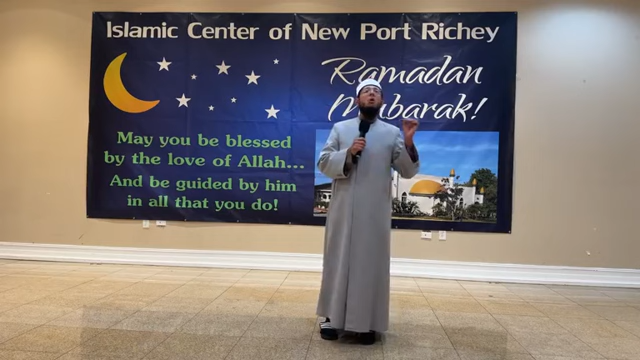 Islamic Center of New Port Richey
Ramadan
Mubarak!
May you be blessed
by the love of Allah...
And be guided by him
in all that you do!